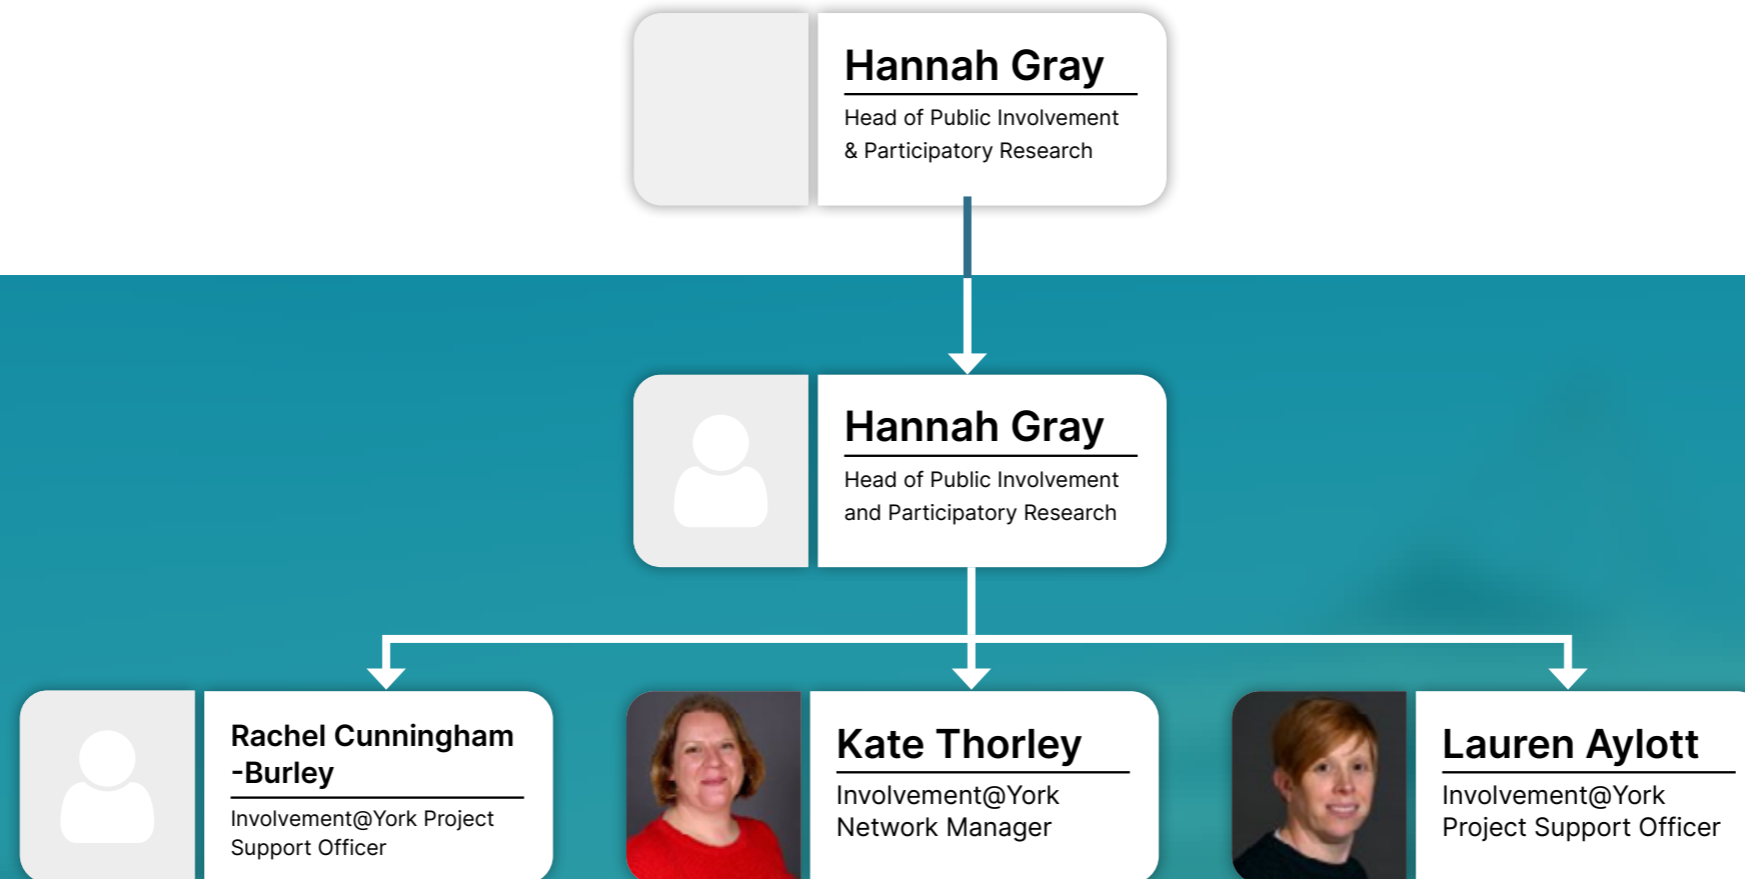 Hannah Gray
Head of Public Involvement
& Participatory Research
Hannah Gray
Head of Public Involvement
and Participatory Research
Rachel Cunningham
-Burley
Involvement@York Project
Support Officer
Kate Thorley
Involvement@York
Network Manager
Lauren Aylott
Involvement@York
Project Support Officer